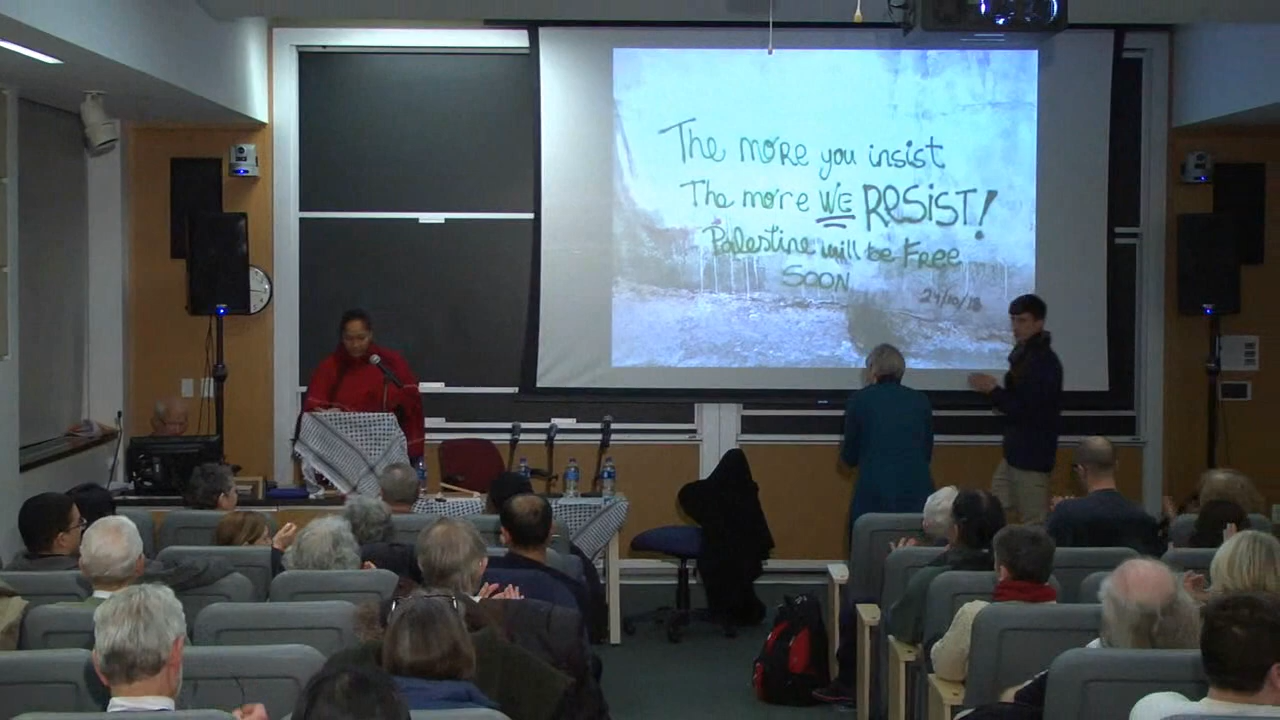 The more you insist
The more WE RESIST!
Palestine will be Free
SOON
24/10/18